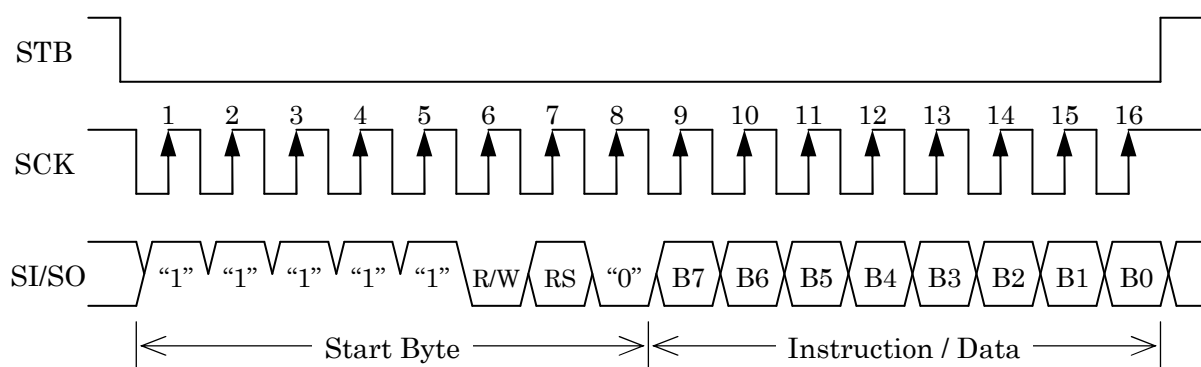 STB
1 2 3 4 5 6 7 8 9 10 11 12 13 14 15 16
SCK
SI/SO “1” “1” “1” “1” “1” R/W RS “0” B7 B6 B5 B4 B3 B2 B1 B0
Start Byte Instruction / Data